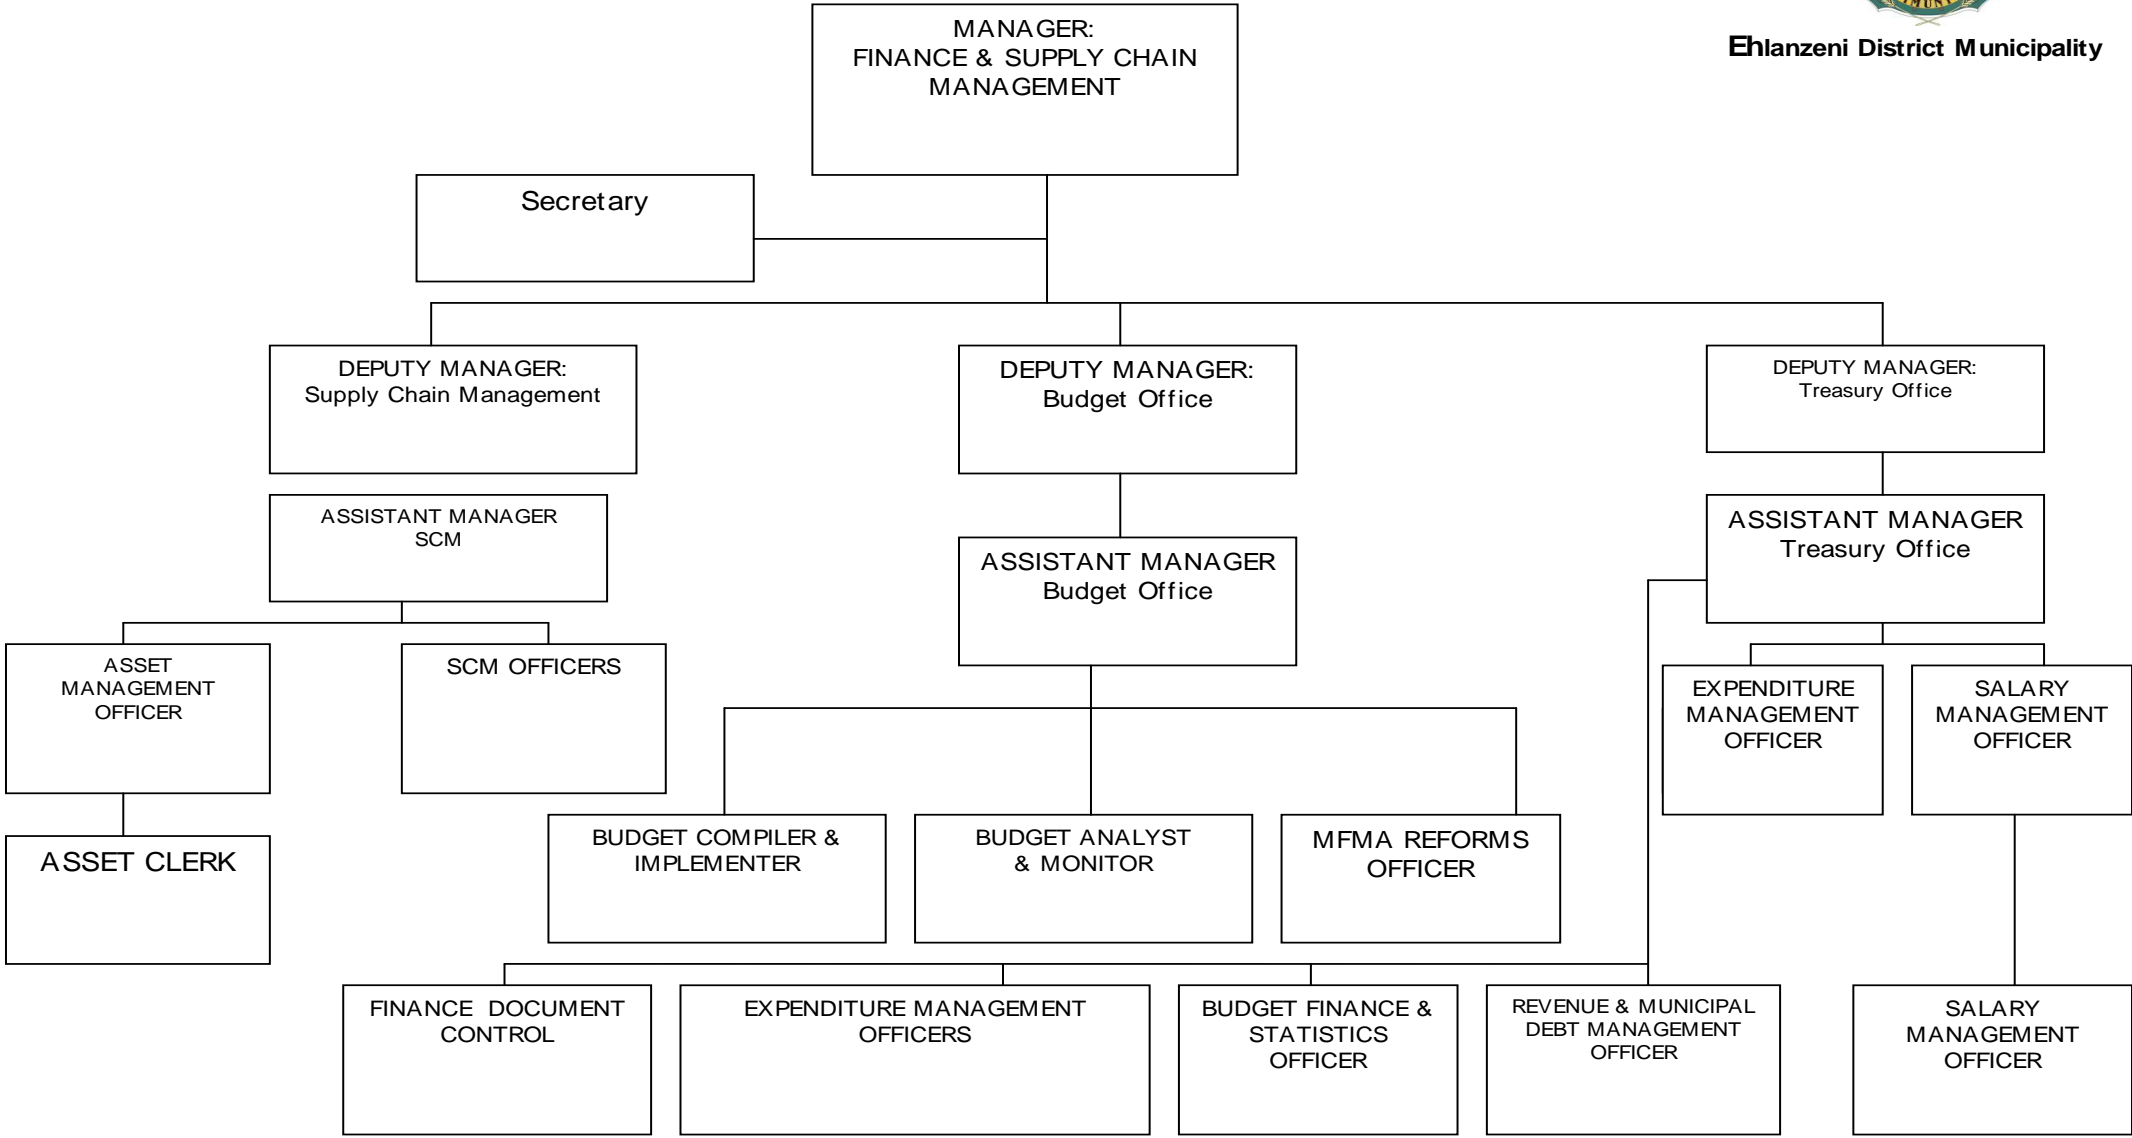 MUNI
Ehlanzeni District Municipality
MANAGER:
FINANCE & SUPPLY CHAIN
MANAGEMENT
Secretary
DEPUTY MANAGER:
Supply Chain Management
DEPUTY MANAGER:
Budget Office
DEPUTY MANAGER:
Treasury Office
ASSISTANT MANAGER
SCM
ASSISTANT MANAGER
Budget Office
ASSISTANT MANAGER
Treasury Office
ASSET
MANAGEMENT
OFFICER
SCM OFFICERS
EXPENDITURE
MANAGEMENT
OFFICER
SALARY
MANAGEMENT
OFFICER
ASSET CLERK
BUDGET COMPILER &
IMPLEMENTER
BUDGET ANALYST
& MONITOR
MFMA REFORMS
OFFICER
FINANCE DOCUMENT
CONTROL
EXPENDITURE MANAGEMENT
OFFICERS
BUDGET FINANCE &
STATISTICS
OFFICER
REVENUE & MUNICIPAL
DEBT MANAGEMENT
OFFICER
SALARY
MANAGEMENT
OFFICER